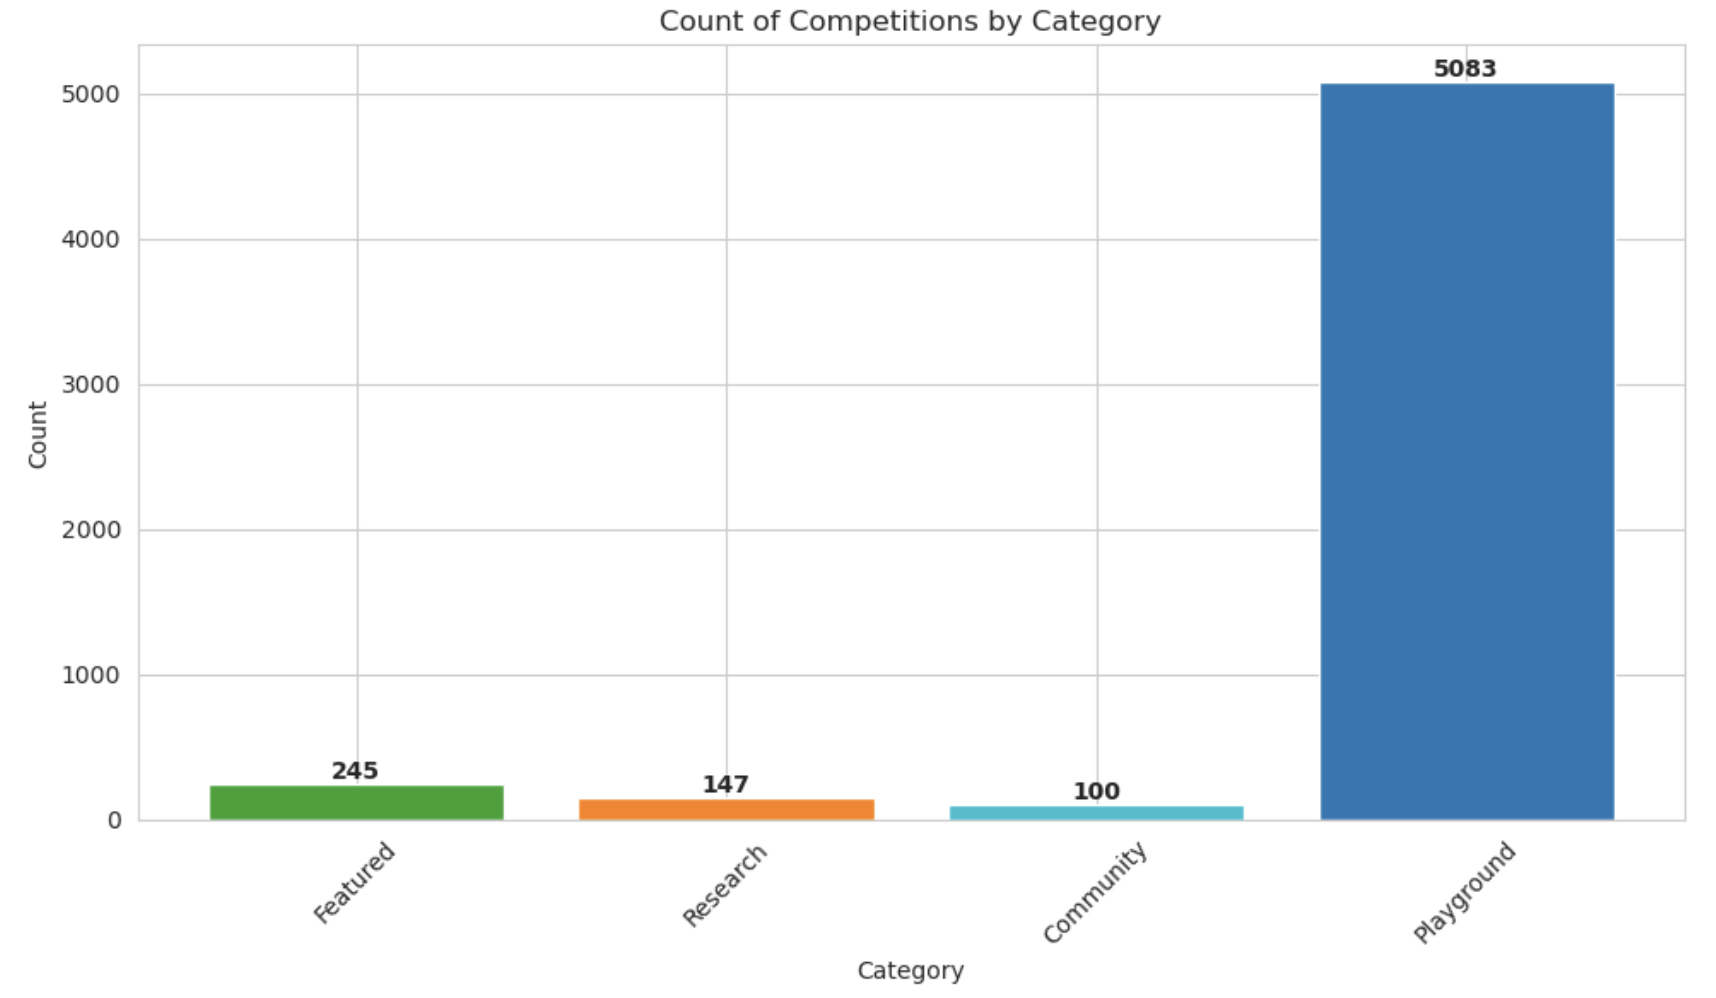 Count of Competitions by Category
Count
5000
4000
3000
2000
1000
0
245
147
100
5083
Featured
Research
Community
Playground
Category